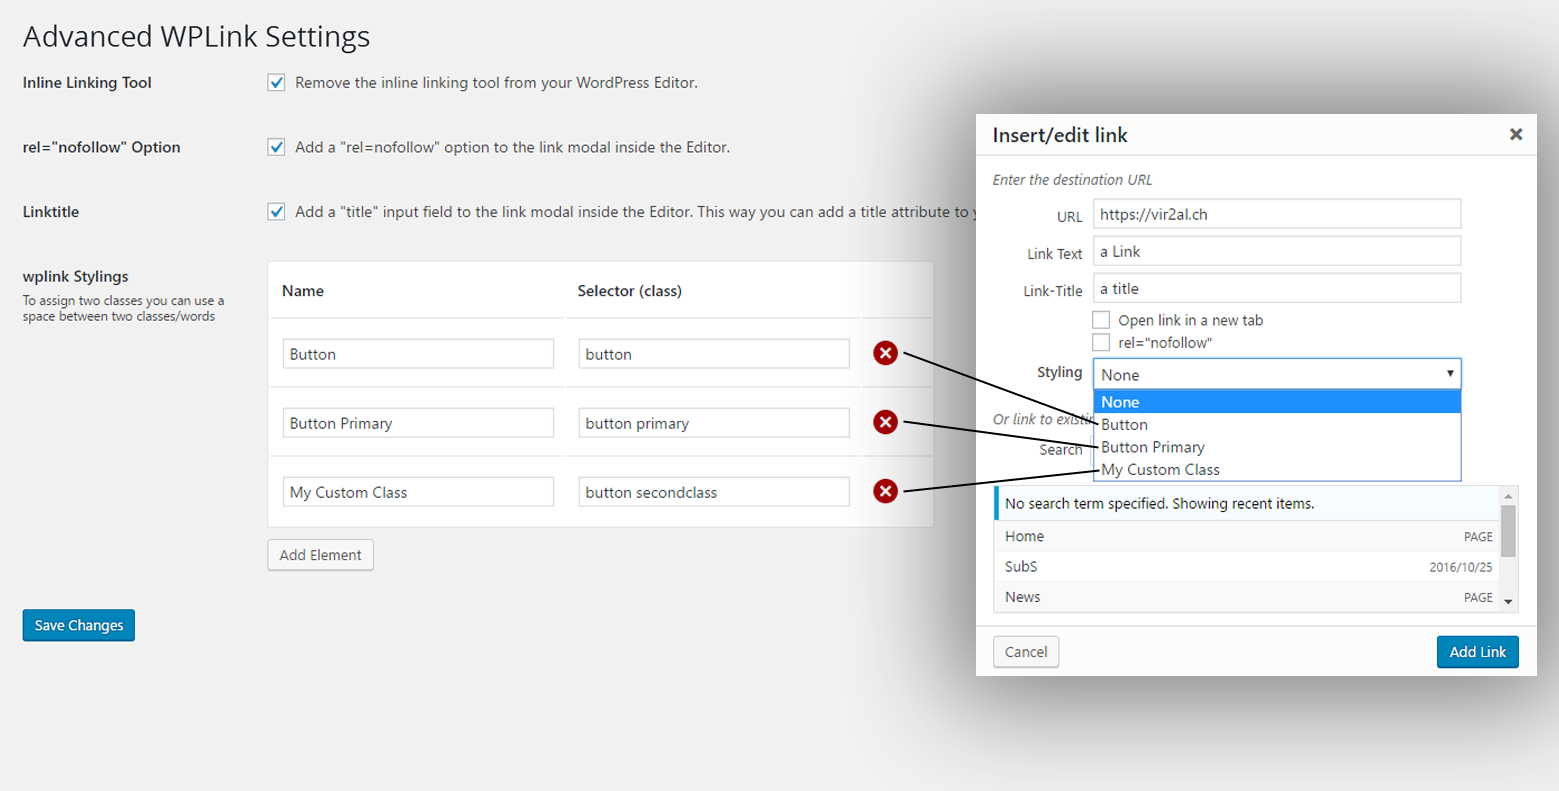 Advanced WPLink Settings
Inline Linking Tool
Remove the inline linking tool from your WordPress Editor.
rel="nofollow" Option
Add a "rel=nofollow" option to the link modal inside the Editor.
Linktitle
Add a "title" input field to the link modal inside the Editor. This way you can add a title attribute to
wplink Stylings
To assign two classes you can use a
space between two classes/words
Name
Selector (class)
Button
button
Button Primary
button primary
My Custom Class
button secondclass
Add Element
Save Changes
Insert/edit link
Enter the destination URL
URL
https://vir2al.ch
Link Text
a Link
Link-Title
a title
Open link in a new tab
rel="nofollow"
Styling
None
None
Button
Button Primary
My Custom Class
Or link to
Search
No search term specified. Showing recent items.
Home PAGE
SubS 2016/10/25
News PAGE
Cancel
Add Link